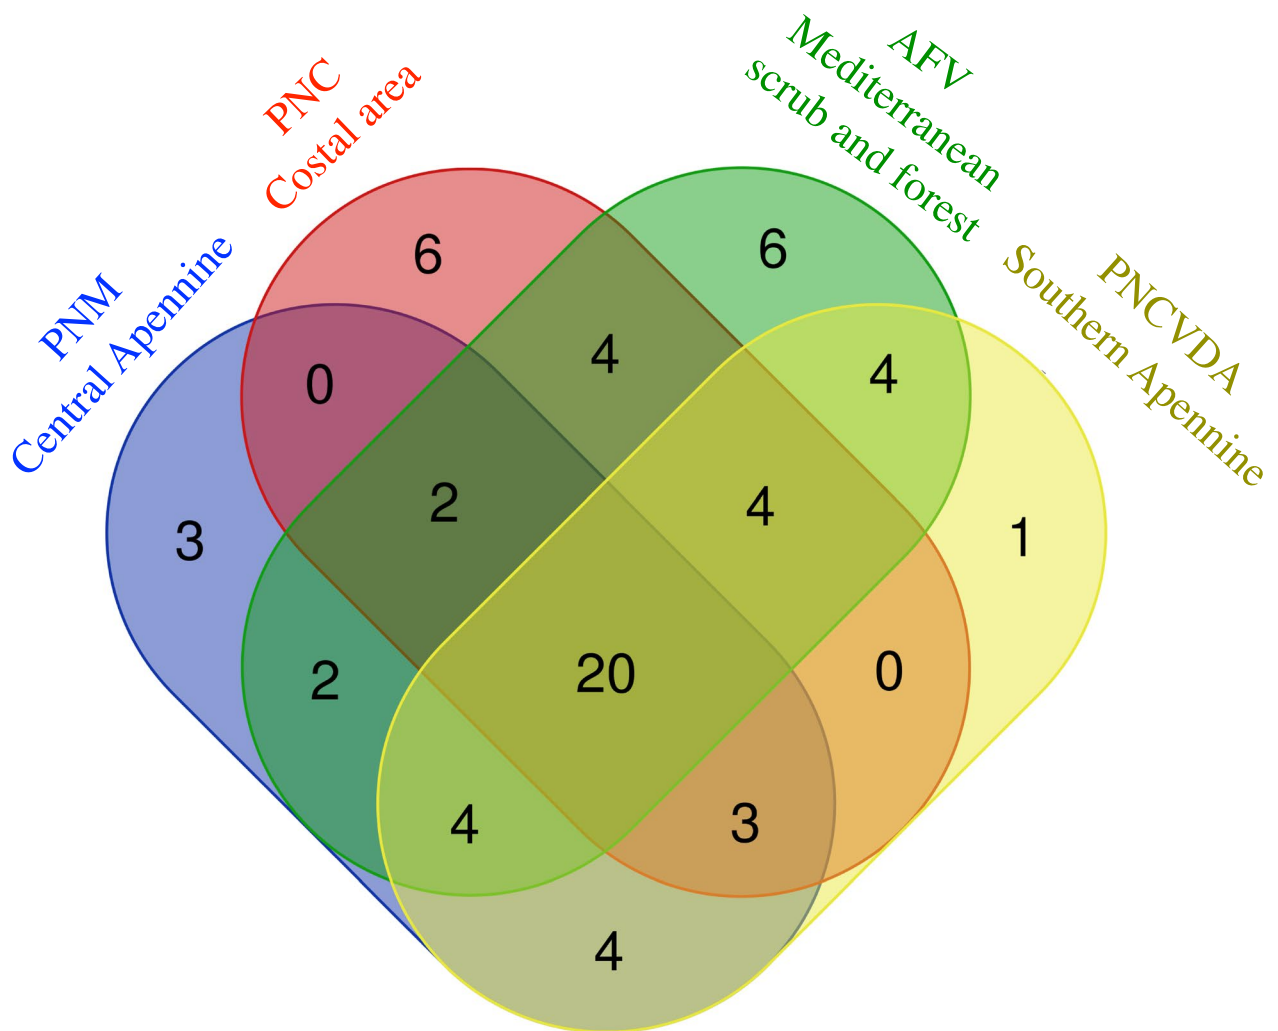 PNC
Costal area
AFV
Mediterranean
scrub and forest
PNM
Central Apennine
PNCVDA
Southern Apennine
6
6
0
4
4
3
2
4
1
2
20
0
4
3
4